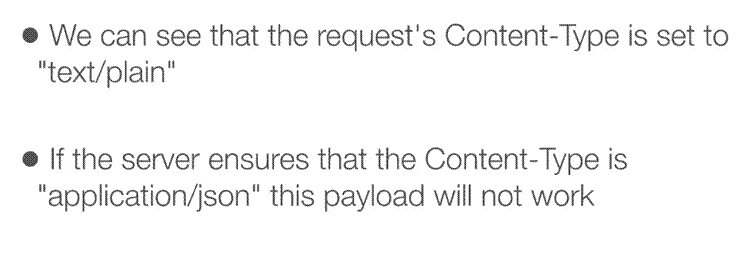 ● We can see that the request's Content-Type is set to
"text/plain"
● If the server ensures that the Content-Type is
"application/json" this payload will not work